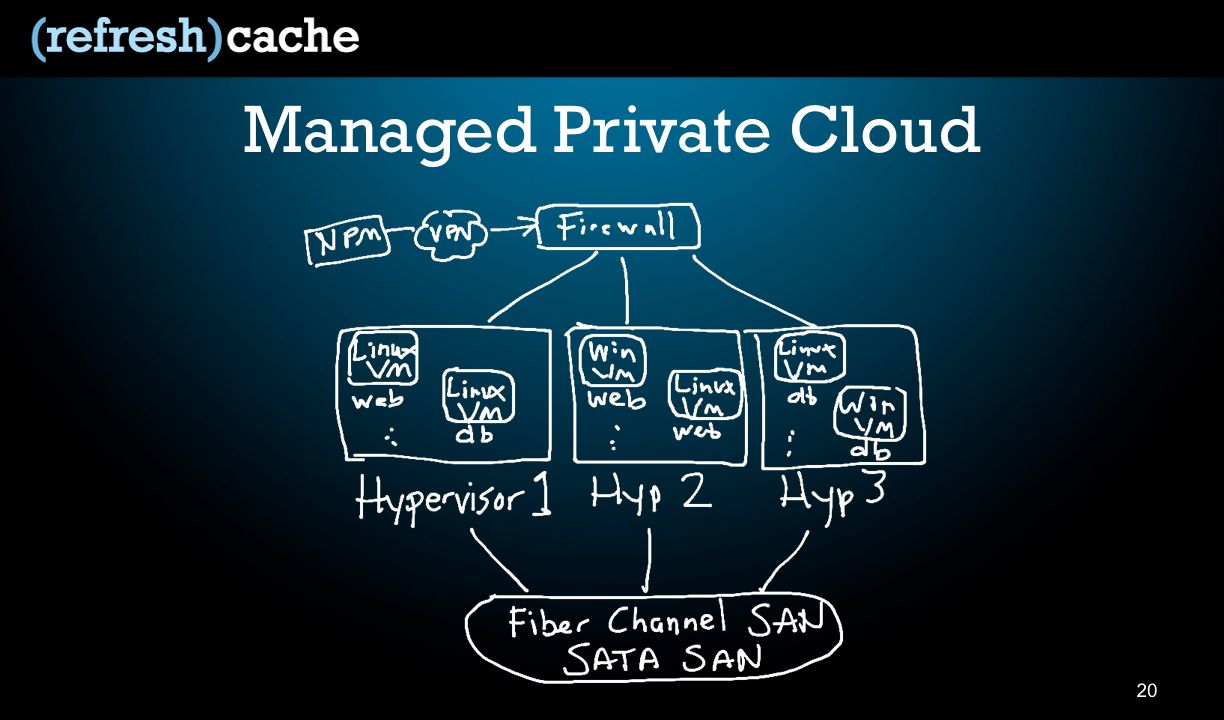 (refresh)cache
Managed Private Cloud
NPM
VPN
Firewall
Linux
VM
web
Linux
VM
db
Win
VM
web
Linux
VM
web
Linux
VM
db
Win
VM
db
Hypervisor 1
Hyp 2
Hyp 3
Fiber Channel SAN
SATA SAN
20